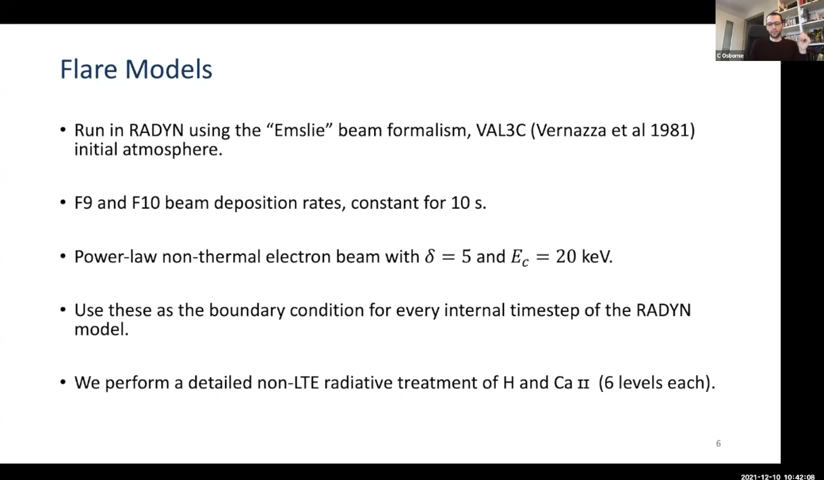 C Osborne
Flare Models
• Run in RADYN using the “Emslie” beam formalism, VAL3C (Vernazza et al 1981)
initial atmosphere.
• F9 and F10 beam deposition rates, constant for 10 s.
• Power-law non-thermal electron beam with δ = 5 and E_c = 20 keV.
• Use these as the boundary condition for every internal timestep of the RADYN
model.
• We perform a detailed non-LTE radiative treatment of H and Ca II (6 levels each).
6
2021-12-10 10:42:08